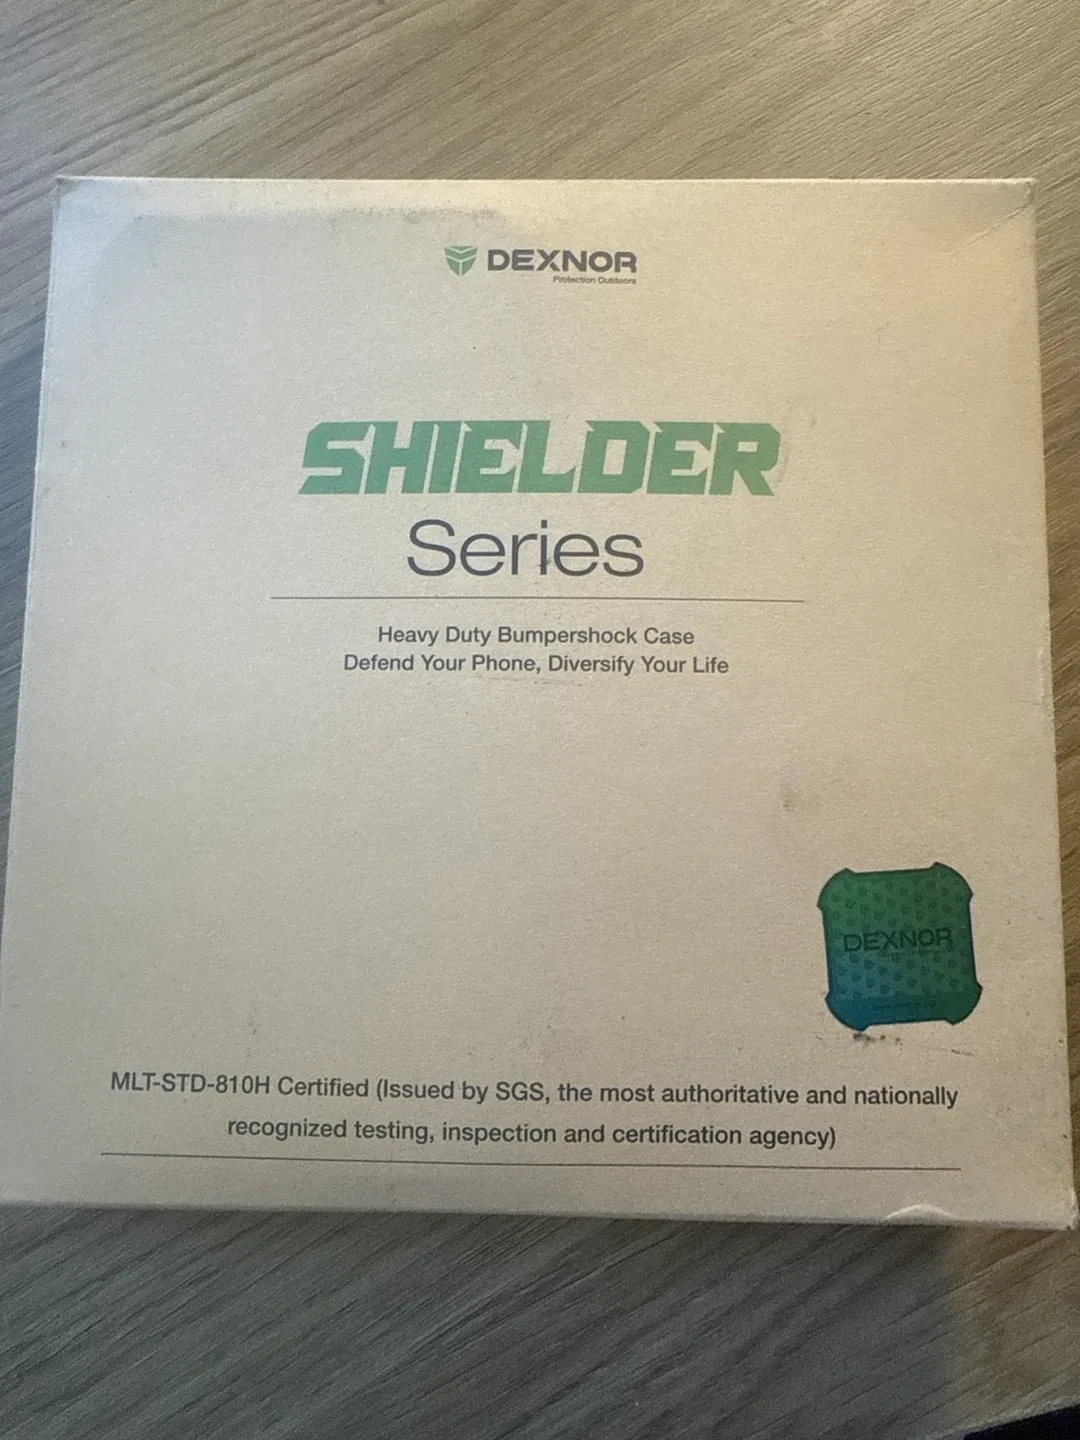 DEXNOR
Protection Outdoors
SHIELDER
Series
Heavy Duty Bumpershock Case
Defend Your Phone, Diversify Your Life
DEXNOR
MLT-STD-810H Certified (Issued by SGS, the most authoritative and nationally
recognized testing, inspection and certification agency)